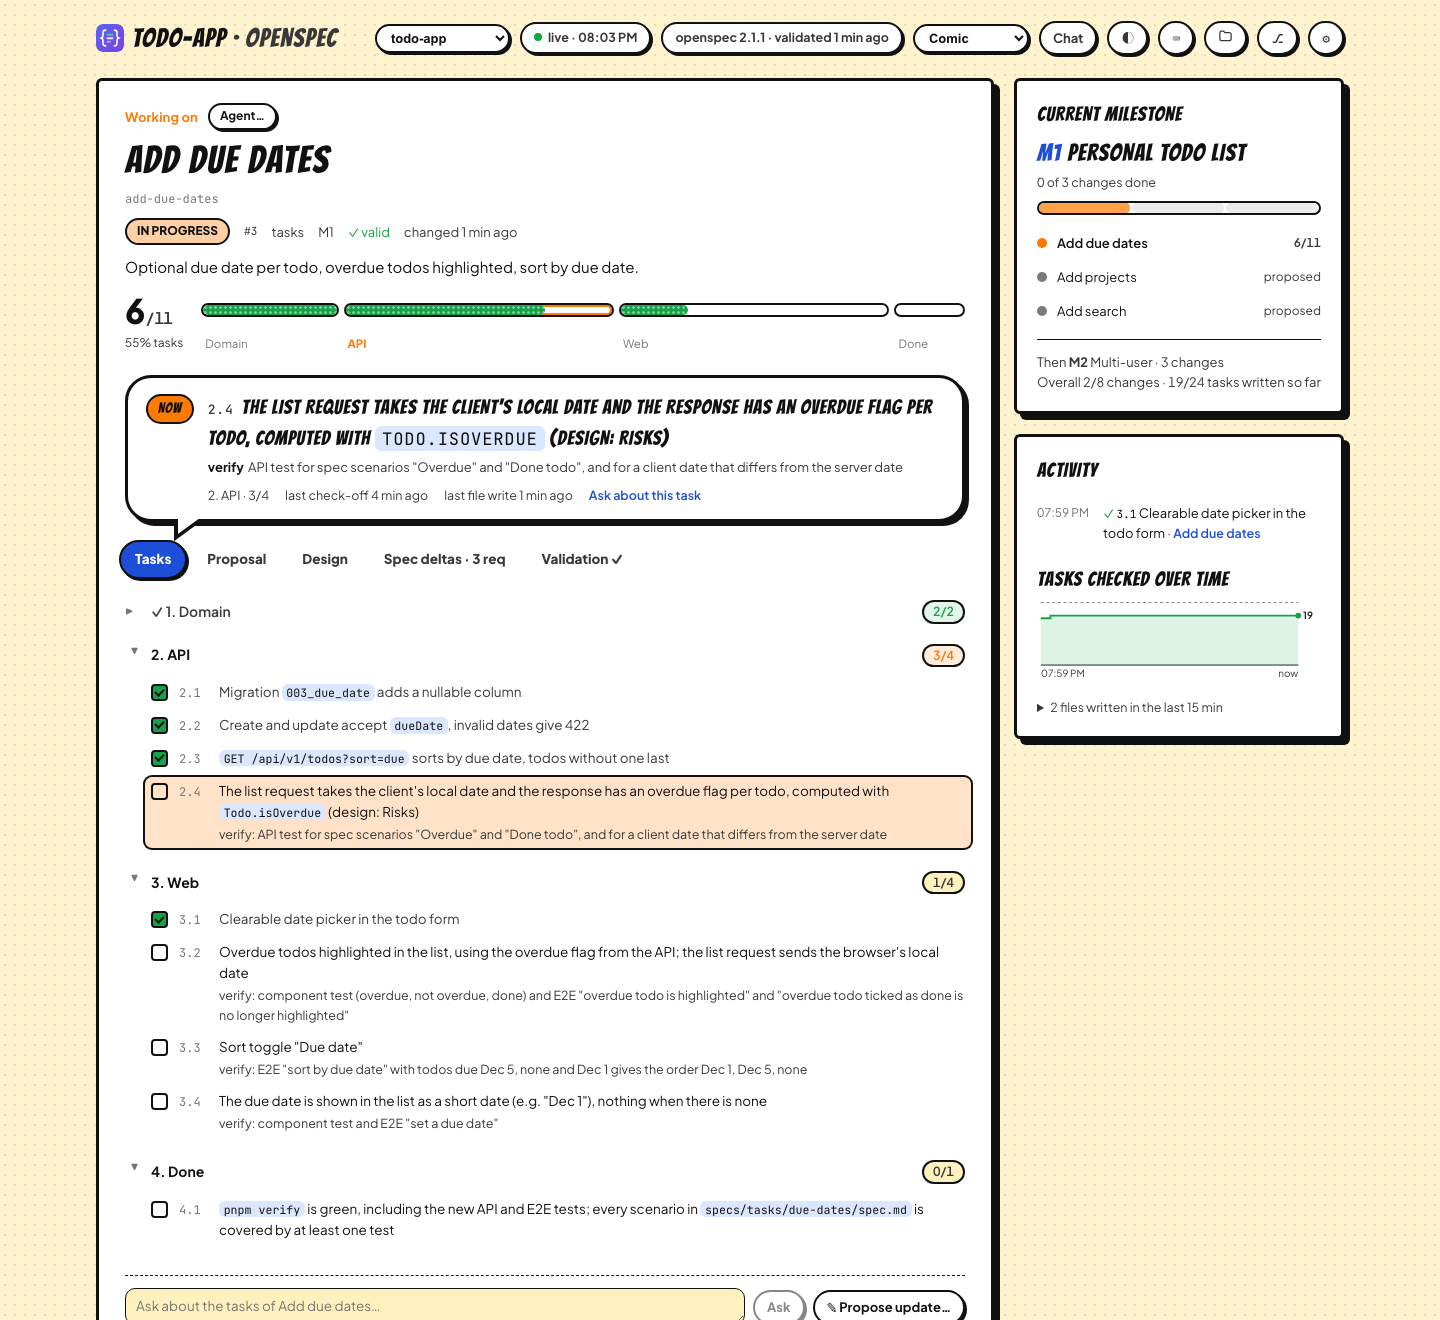 TODO-APP · OPENSPEC
todo-app
live · 08:03 PM
openspec 2.1.1 · validated 1 min ago
Comic
Chat
Working on
Agent…
ADD DUE DATES
add-due-dates
IN PROGRESS #3 tasks M1 ✓ valid changed 1 min ago
Optional due date per todo, overdue todos highlighted, sort by due date.
6/11
55% tasks
Domain
API
Web
Done
NOW
2.4 THE LIST REQUEST TAKES THE CLIENT'S LOCAL DATE AND THE RESPONSE HAS AN OVERDUE FLAG PER
TODO, COMPUTED WITH TODO.ISOVERDUE (DESIGN: RISKS)
verify API test for spec scenarios "Overdue" and "Done todo", and for a client date that differs from the server date
2. API · 3/4 last check-off 4 min ago last file write 1 min ago Ask about this task
Tasks Proposal Design Spec deltas · 3 req Validation ✓
✓ 1. Domain 2/2
2. API 3/4
2.1 Migration 003_due_date adds a nullable column
2.2 Create and update accept dueDate, invalid dates give 422
2.3 GET /api/v1/todos?sort=due sorts by due date, todos without one last
2.4 The list request takes the client's local date and the response has an overdue flag per todo, computed with
Todo.isOverdue (design: Risks)
verify: API test for spec scenarios "Overdue" and "Done todo", and for a client date that differs from the server date
3. Web 1/4
3.1 Clearable date picker in the todo form
3.2 Overdue todos highlighted in the list, using the overdue flag from the API; the list request sends the browser's local
date
verify: component test (overdue, not overdue, done) and E2E "overdue todo is highlighted" and "overdue todo ticked as done is
no longer highlighted"
3.3 Sort toggle "Due date"
verify: E2E "sort by due date" with todos due Dec 5, none and Dec 1 gives the order Dec 1, Dec 5, none
3.4 The due date is shown in the list as a short date (e.g. "Dec 1"), nothing when there is none
verify: component test and E2E "set a due date"
4. Done 0/1
4.1 pnpm verify is green, including the new API and E2E tests; every scenario in specs/tasks/due-dates/spec.md is
covered by at least one test
Ask about the tasks of Add due dates…
Ask
✎ Propose update…
CURRENT MILESTONE
M1 PERSONAL TODO LIST
0 of 3 changes done
Add due dates 6/11
Add projects proposed
Add search proposed
Then M2 Multi-user · 3 changes
Overall 2/8 changes · 19/24 tasks written so far
ACTIVITY
07:59 PM ✓ 3.1 Clearable date picker in the
todo form · Add due dates
TASKS CHECKED OVER TIME
19
07:59 PM now
2 files written in the last 15 min